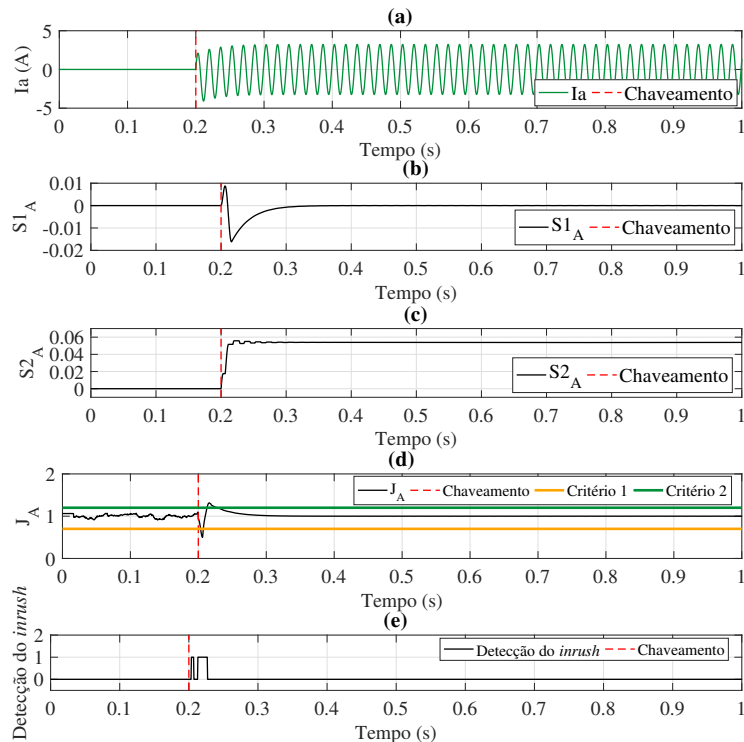 (a)
5
0
-5
Ia (A)
Ia Chaveamento
0 0.1 0.2 0.3 0.4 0.5 0.6 0.7 0.8 0.9 1
Tempo (s)
(b)
0.01
0
-0.01
-0.02
S1_A
S1_A Chaveamento
0 0.1 0.2 0.3 0.4 0.5 0.6 0.7 0.8 0.9 1
Tempo (s)
(c)
0.06
0.04
0.02
0
S2_A
S2_A Chaveamento
0 0.1 0.2 0.3 0.4 0.5 0.6 0.7 0.8 0.9 1
Tempo (s)
(d)
2
1
0
J_A
J_A Chaveamento Critério 1 Critério 2
0 0.1 0.2 0.3 0.4 0.5 0.6 0.7 0.8 0.9 1
Tempo (s)
(e)
2
1
0
Detecção do inrush
Detecção do inrush Chaveamento
0 0.1 0.2 0.3 0.4 0.5 0.6 0.7 0.8 0.9 1
Tempo (s)